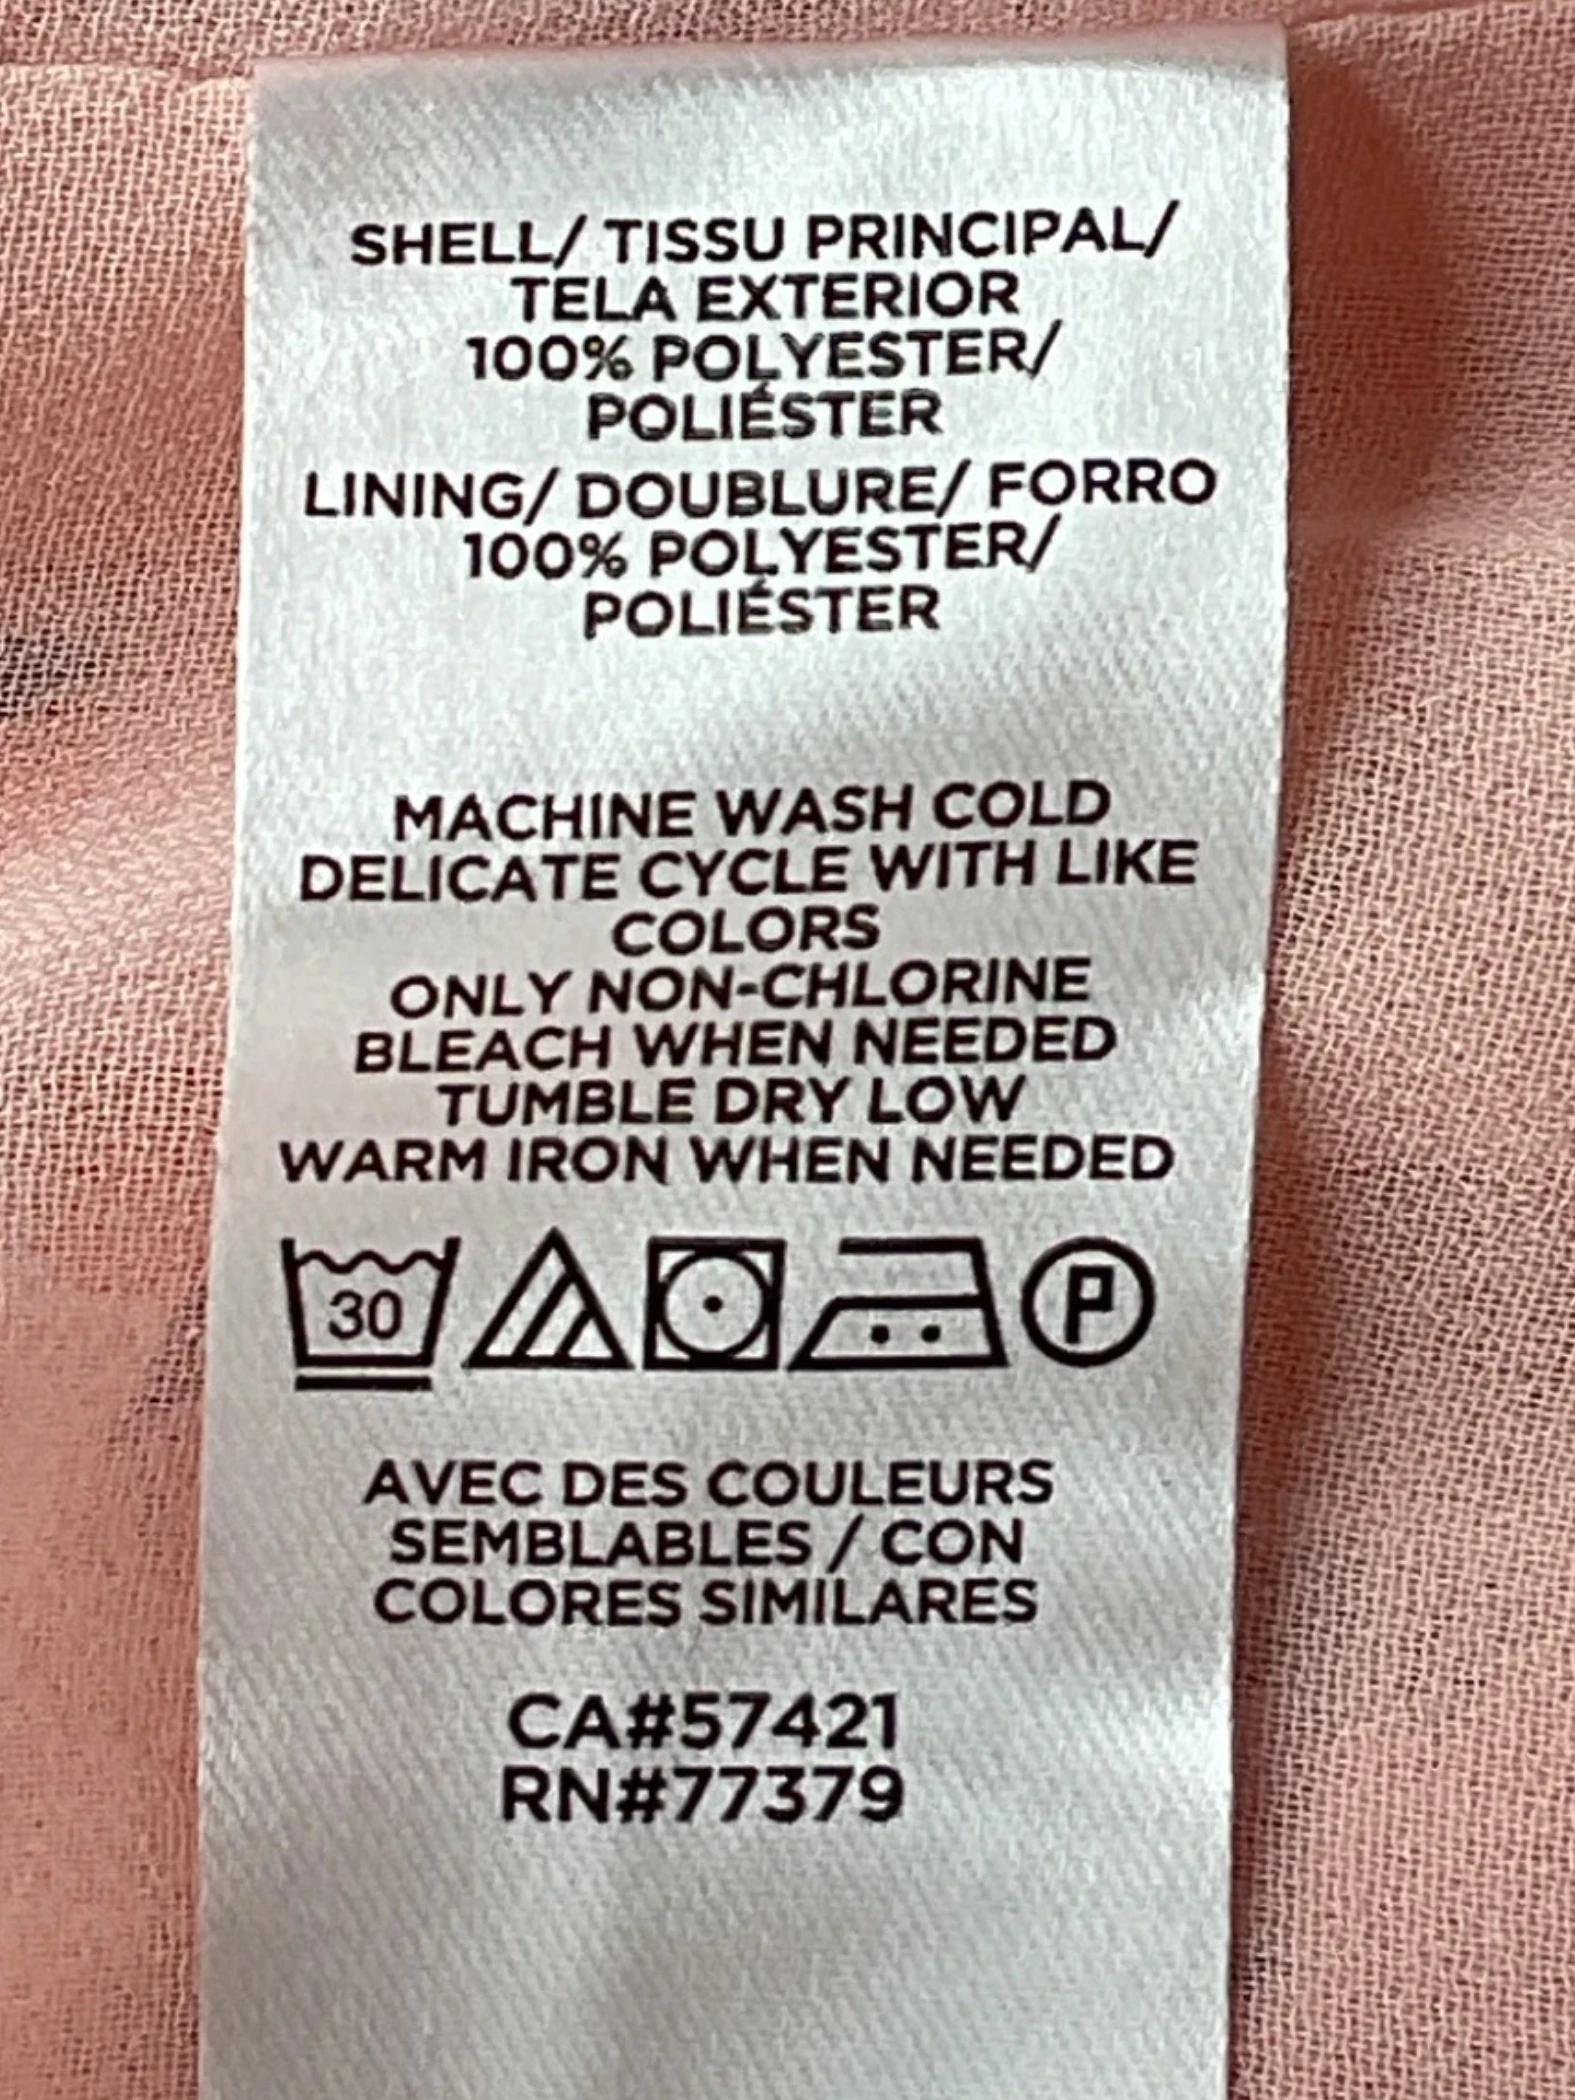 SHELL/ TISSU PRINCIPAL/
TELA EXTERIOR
100% POLYESTER/
POLIÉSTER
LINING/ DOUBLURE/ FORRO
100% POLYESTER/
POLIÉSTER
MACHINE WASH COLD
DELICATE CYCLE WITH LIKE
COLORS
ONLY NON-CHLORINE
BLEACH WHEN NEEDED
TUMBLE DRY LOW
WARM IRON WHEN NEEDED
30 P
AVEC DES COULEURS
SEMBLABLES / CON
COLORES SIMILARES
CA#57421
RN#77379